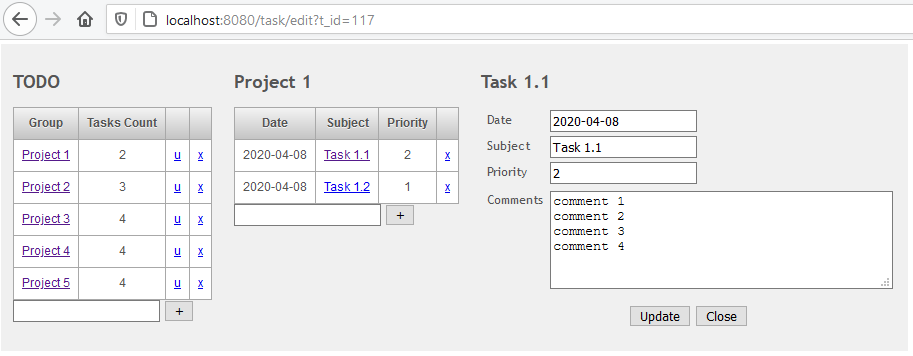 localhost:8080/task/edit?t_id=117
TODO
Group Tasks Count
Project 1 2 u x
Project 2 3 u x
Project 3 4 u x
Project 4 4 u x
Project 5 4 u x
+
Project 1
Date Subject Priority
2020-04-08 Task 1.1 2 x
2020-04-08 Task 1.2 1 x
+
Task 1.1
Date 2020-04-08
Subject Task 1.1
Priority 2
Comments comment 1
comment 2
comment 3
comment 4
Update Close